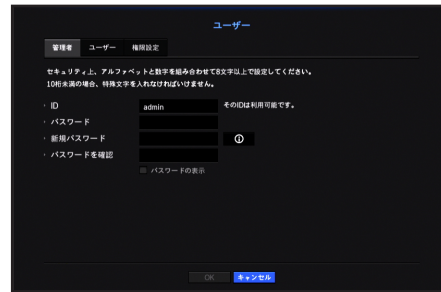 ユーザー
管理者 ユーザー 権限設定
セキュリティ上、アルファベットと数字を組み合わせて8文字以上で設定してください。
10桁未満の場合、特殊文字を入れなければいけません。
ID admin そのIDは利用可能です。
パスワード
新規パスワード
パスワードを確認
パスワードの表示
OK キャンセル